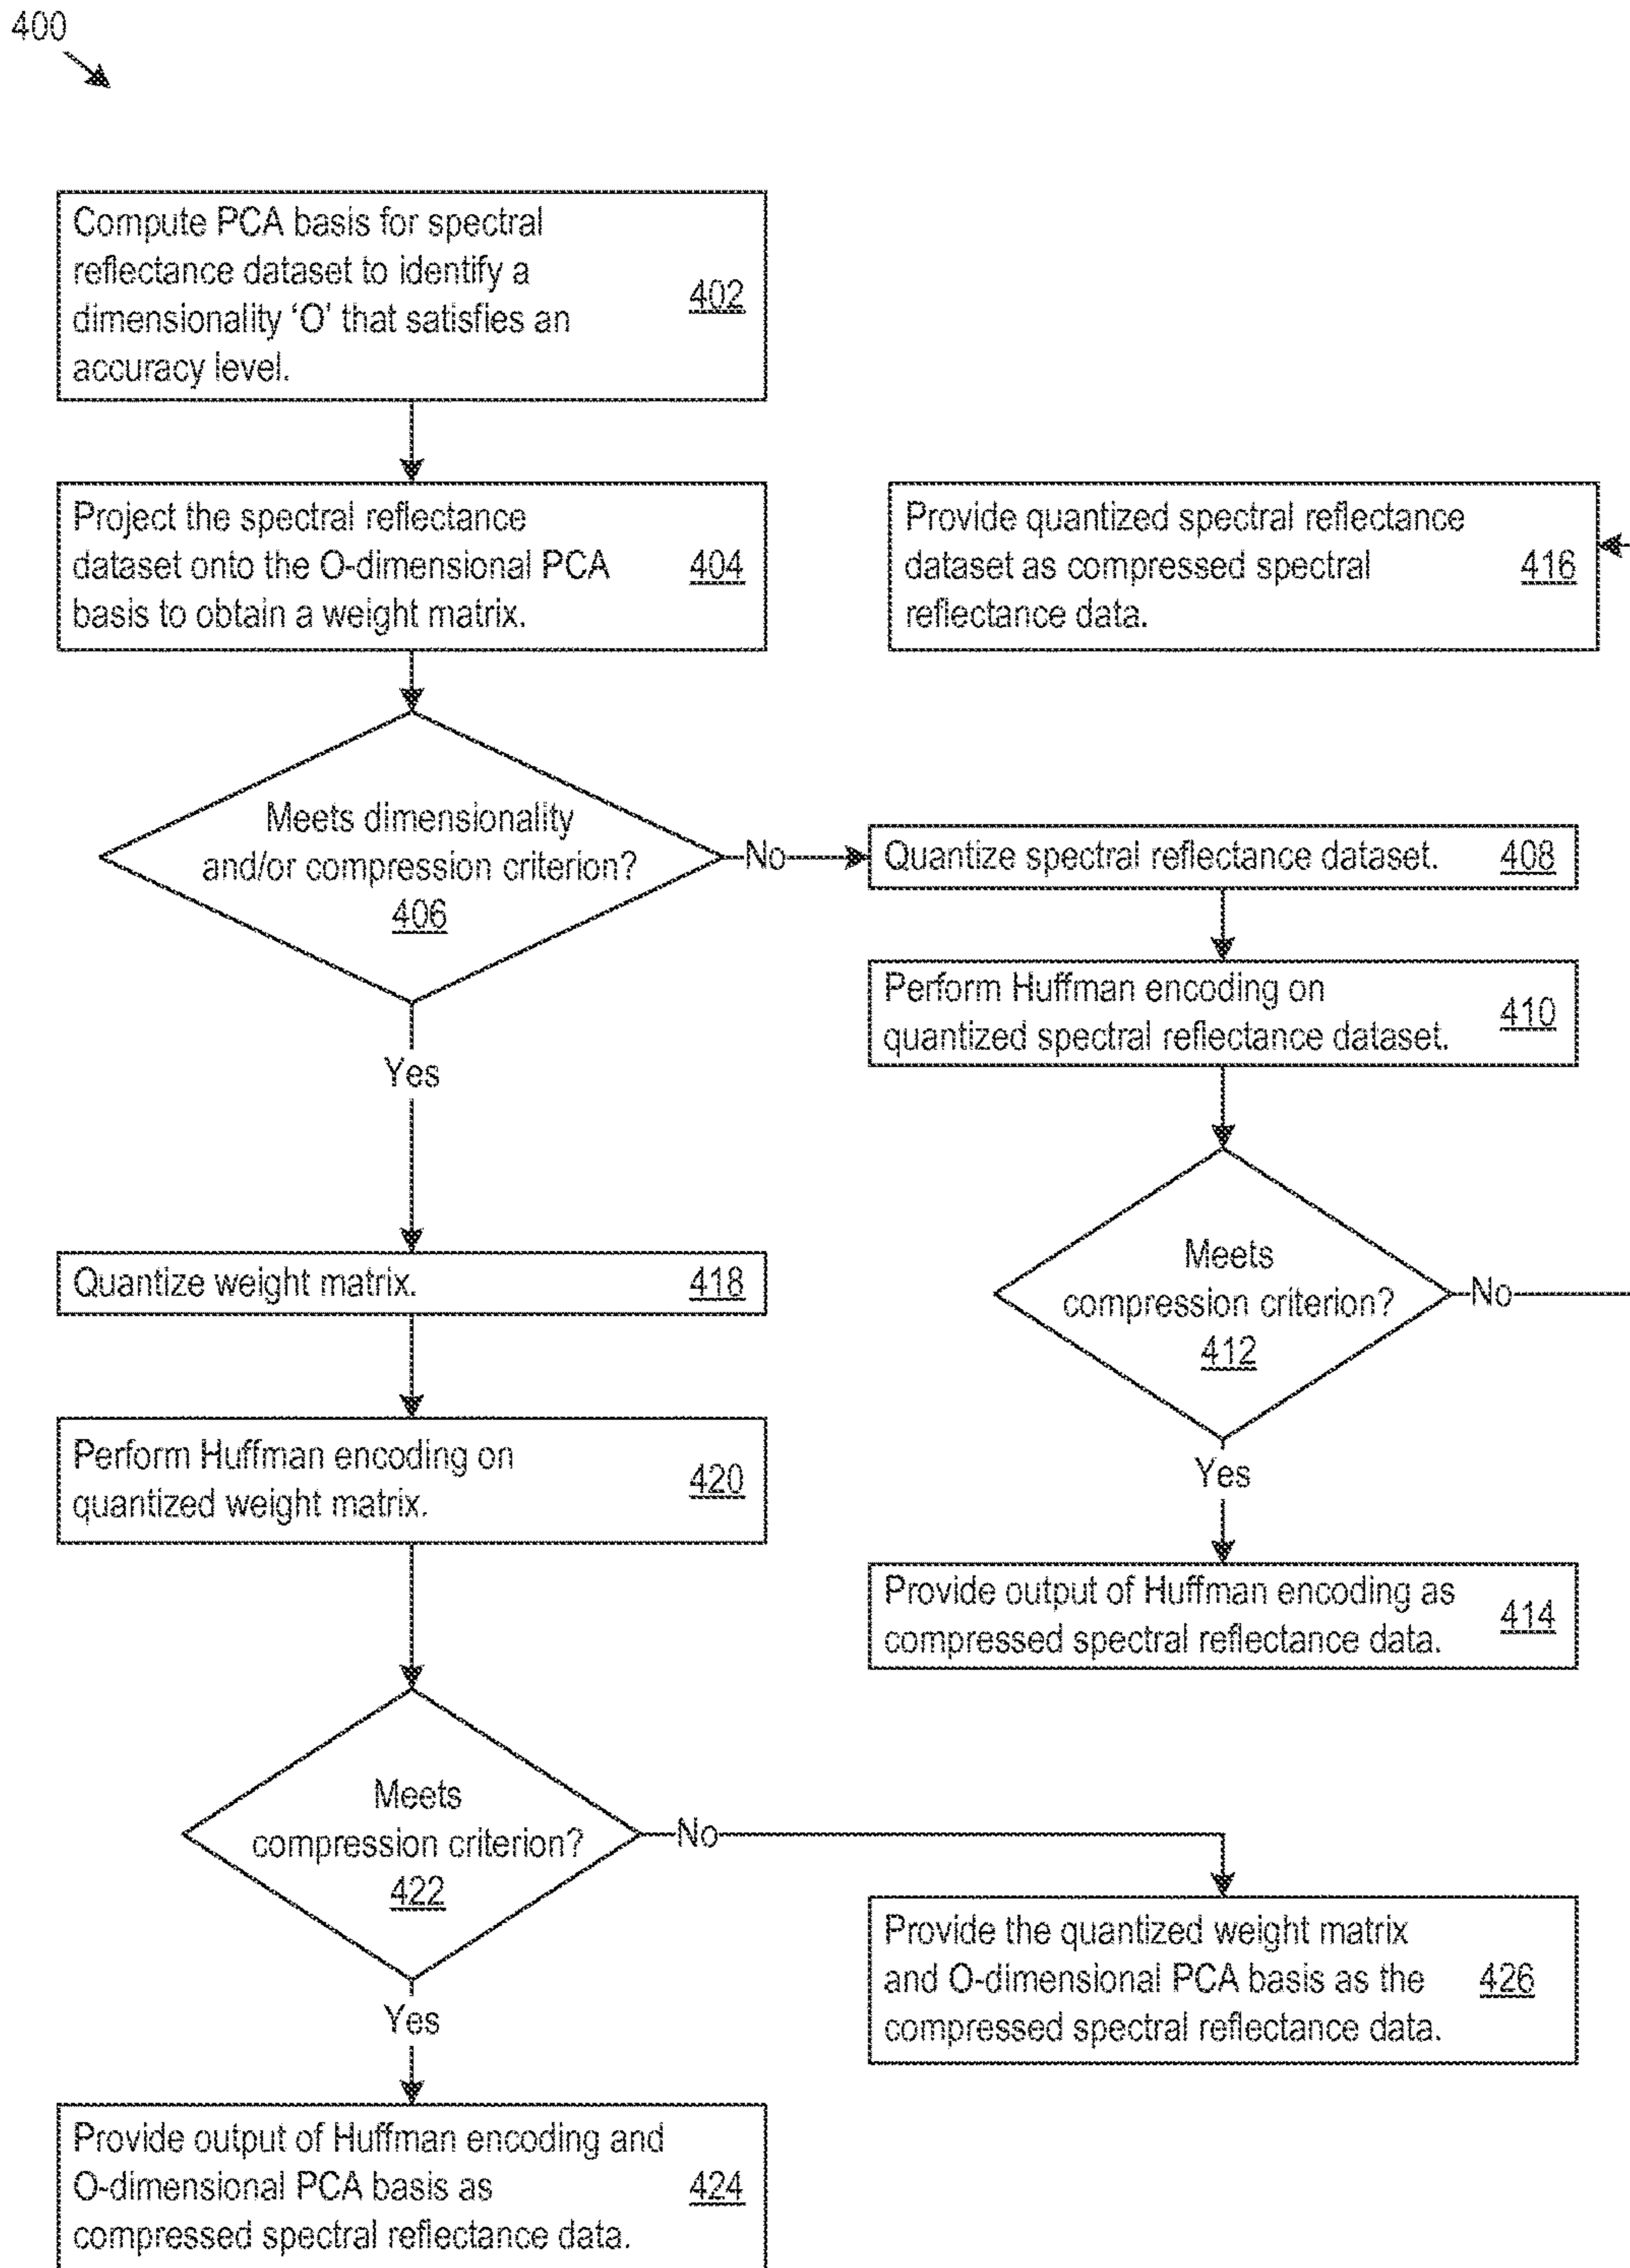 400
Compute PCA basis for spectral
reflectance dataset to identify a
dimensionality ‘O’ that satisfies an
accuracy level.
402
Project the spectral reflectance
dataset onto the O-dimensional PCA
basis to obtain a weight matrix.
404
Provide quantized spectral reflectance
dataset as compressed spectral
reflectance data.
416
Meets dimensionality
and/or compression criterion?
406
No
Quantize spectral reflectance dataset.
408
Perform Huffman encoding on
quantized spectral reflectance dataset.
410
Yes
Meets
compression criterion?
412
No
Quantize weight matrix.
418
Perform Huffman encoding on
quantized weight matrix.
420
Yes
Provide output of Huffman encoding as
compressed spectral reflectance data.
414
Meets
compression criterion?
422
No
Provide the quantized weight matrix
and O-dimensional PCA basis as the
compressed spectral reflectance data.
426
Yes
Provide output of Huffman encoding and
O-dimensional PCA basis as
compressed spectral reflectance data.
424